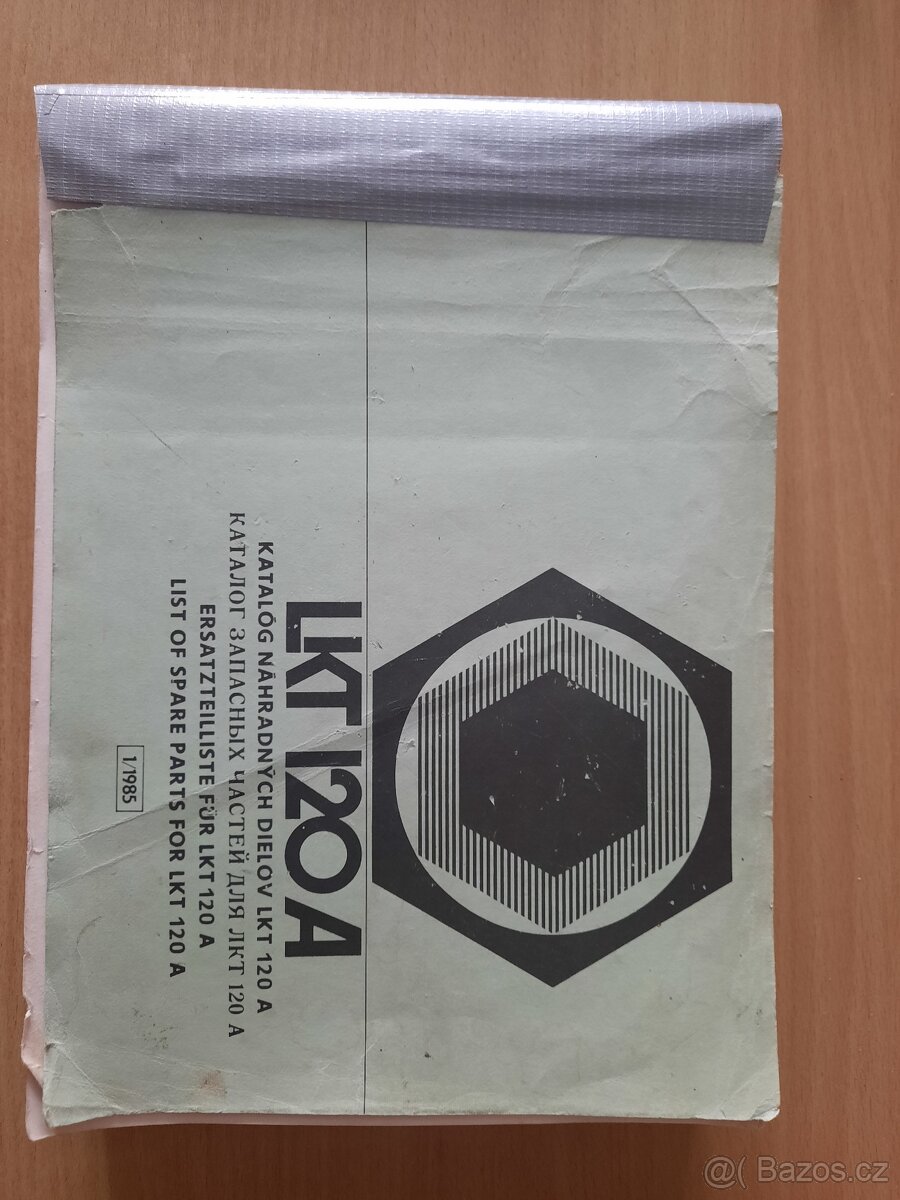 LKT 120 A
KATALÓG NÁHRADNÝCH DIELOV LKT 120 A
КАТАЛОГ ЗАПАСНЫХ ЧАСТЕЙ ДЛЯ ЛКТ 120 А
ERSATZTEILLISTE FÜR LKT 120 A
LIST OF SPARE PARTS FOR LKT 120 A
1/1985
@( Bazos.cz